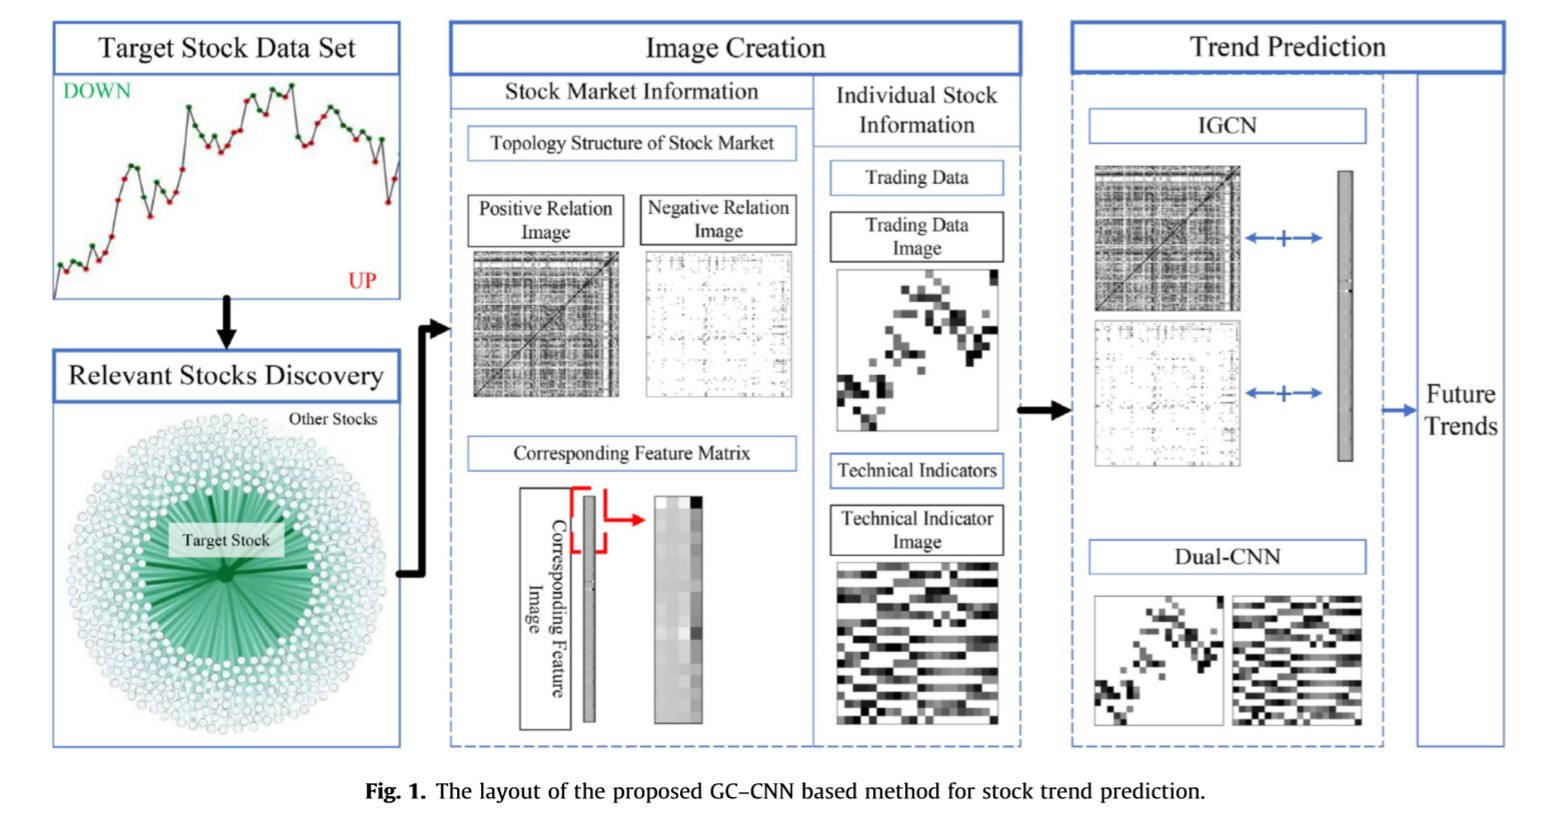 Target Stock Data Set
DOWN
UP
Relevant Stocks Discovery
Other Stocks
Target Stock
Image Creation
Stock Market Information
Topology Structure of Stock Market
Positive Relation
Image
Negative Relation
Image
Corresponding Feature Matrix
Corresponding Feature
Image
Individual Stock
Information
Trading Data
Trading Data
Image
Technical Indicators
Technical Indicator
Image
Trend Prediction
IGCN
+
+
Dual-CNN
Future
Trends
Fig. 1. The layout of the proposed GC–CNN based method for stock trend prediction.